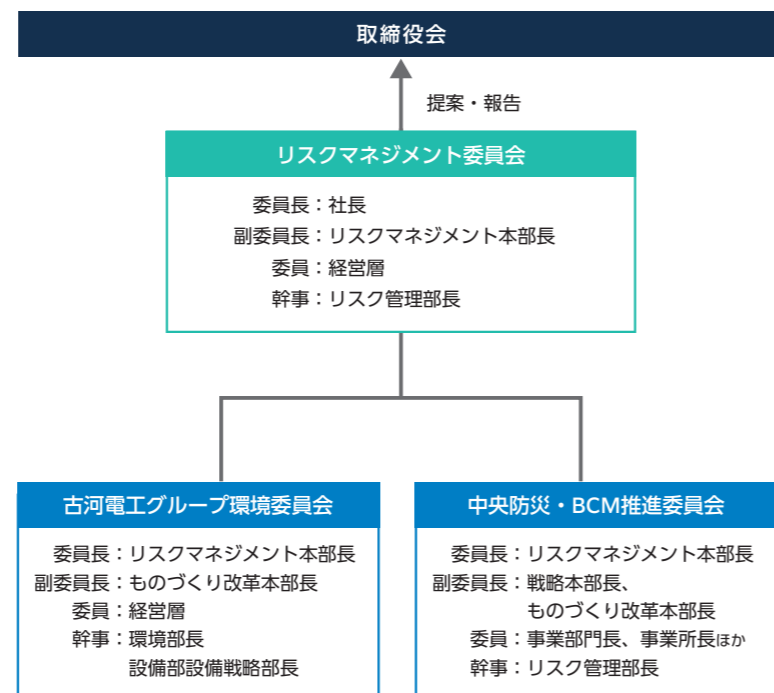 取締役会
提案・報告
リスクマネジメント委員会
委員長：社長
副委員長：リスクマネジメント本部長
委員：経営層
幹事：リスク管理部長
古河電工グループ環境委員会
委員長：リスクマネジメント本部長
副委員長：ものづくり改革本部長
委員：経営層
幹事：環境部長
設備部設備戦略部長
中央防災・BCM推進委員会
委員長：リスクマネジメント本部長
副委員長：戦略本部長、
ものづくり改革本部長
委員：事業部門長、事業所長ほか
幹事：リスク管理部長